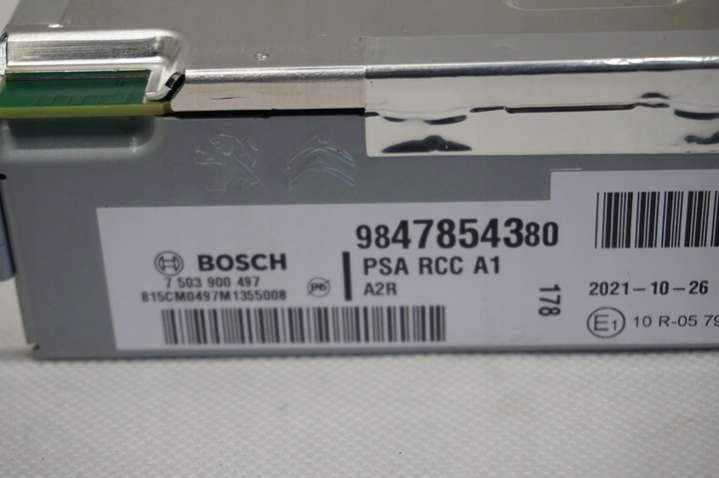 BOSCH
7 503 900 497
815CM0497M1355008
Pb
9847854380
PSA RCC A1
A2R
178
2021-10-26
E1 10 R-05 79